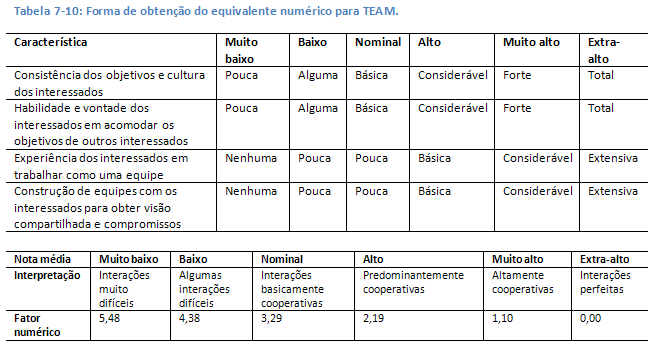 Tabela 7-10: Forma de obtenção do equivalente numérico para TEAM.
Característica Muito baixo Baixo Nominal Alto Muito alto Extra-alto
Consistência dos objetivos e cultura dos interessados Pouca Alguma Básica Considerável Forte Total
Habilidade e vontade dos interessados em acomodar os objetivos de outros interessados Pouca Alguma Básica Considerável Forte Total
Experiência dos interessados em trabalhar como uma equipe Nenhuma Pouca Pouca Básica Considerável Extensiva
Construção de equipes com os interessados para obter visão compartilhada e compromissos Nenhuma Pouca Pouca Básica Considerável Extensiva
Nota média Muito baixo Baixo Nominal Alto Muito alto Extra-alto
Interpretação Interações muito difíceis Algumas interações difíceis Interações basicamente cooperativas Predominantemente cooperativas Altamente cooperativas Interações perfeitas
Fator numérico 5,48 4,38 3,29 2,19 1,10 0,00